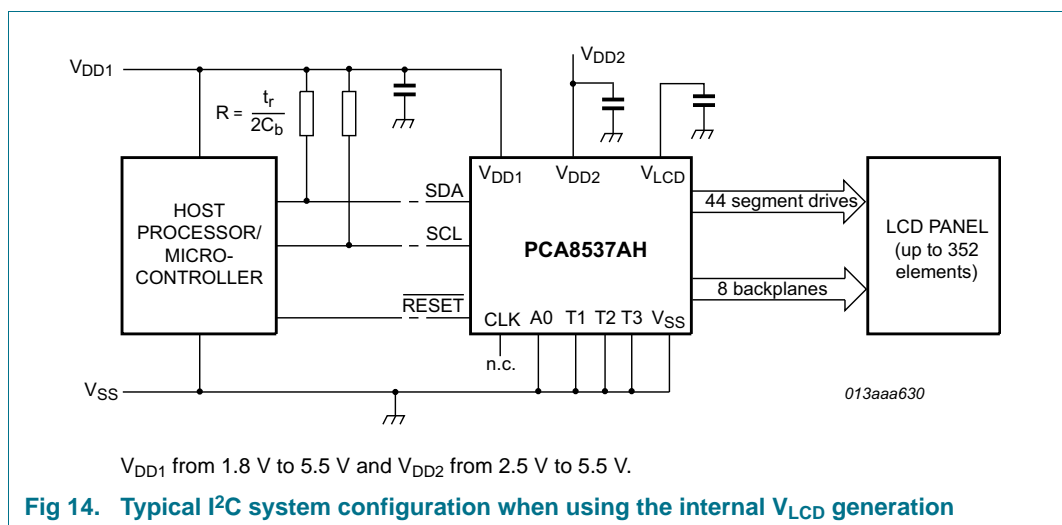 VDD1
VDD2
R = tr
2Cb
VDD1 VDD2 VLCD
HOST
PROCESSOR/
MICRO-
CONTROLLER
SDA
SCL
RESET
PCA8537AH
CLK A0 T1 T2 T3 VSS
n.c.
44 segment drives
8 backplanes
LCD PANEL
(up to 352
elements)
VSS
013aaa630
VDD1 from 1.8 V to 5.5 V and VDD2 from 2.5 V to 5.5 V.
Fig 14. Typical I2C system configuration when using the internal VLCD generation